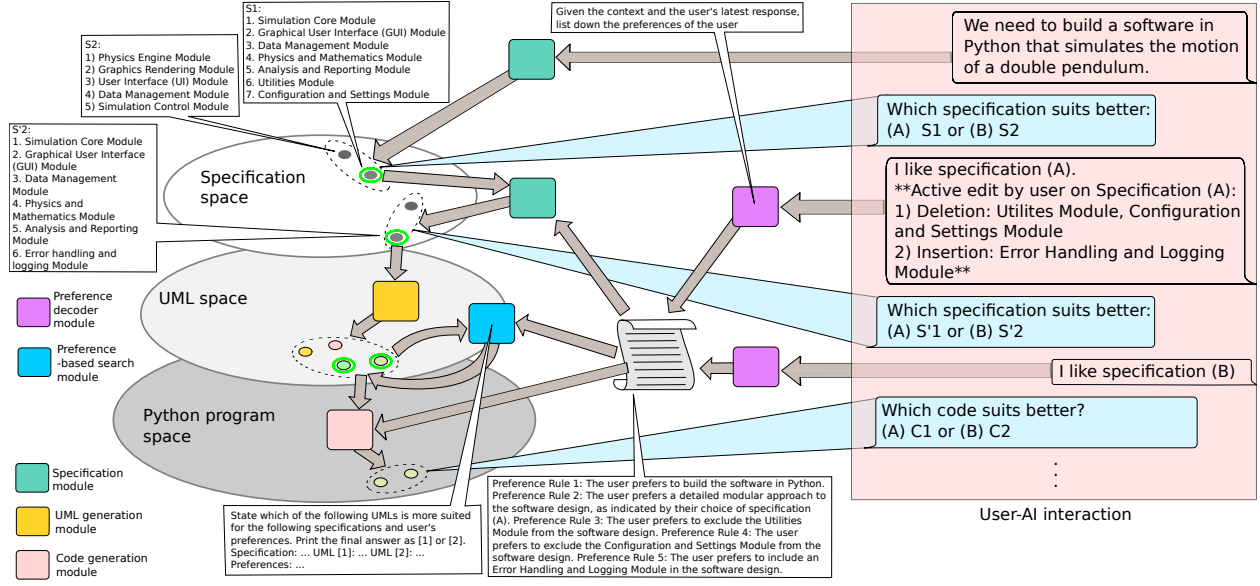 S2:
1) Physics Engine Module
2) Graphics Rendering Module
3) User Interface (UI) Module
4) Data Management Module
5) Simulation Control Module
S1:
1. Simulation Core Module
2. Graphical User Interface (GUI) Module
3. Data Management Module
4. Physics and Mathematics Module
5. Analysis and Reporting Module
6. Utilities Module
7. Configuration and Settings Module
Given the context and the user's latest response,
list down the preferences of the user
We need to build a software in
Python that simulates the motion
of a double pendulum.
Which specification suits better:
(A) S1 or (B) S2
I like specification (A).
**Active edit by user on Specification (A):
1) Deletion: Utilites Module, Configuration
and Settings Module
2) Insertion: Error Handling and Logging
Module**
Which specification suits better:
(A) S'1 or (B) S'2
I like specification (B)
Which code suits better?
(A) C1 or (B) C2
User-AI interaction
S'2:
1. Simulation Core Module
2. Graphical User Interface
(GUI) Module
3. Data Management
Module
4. Physics and
Mathematics Module
5. Analysis and Reporting
Module
6. Error handling and
logging Module
Specification
space
UML space
Python program
space
Preference
decoder
module
Preference
-based search
module
Specification
module
UML generation
module
Code generation
module
State which of the following UMLs is more suited
for the following specifications and user's
preferences. Print the final answer as [1] or [2].
Specification: ... UML [1]: ... UML [2]: ...
Preferences: ...
Preference Rule 1: The user prefers to build the software in Python.
Preference Rule 2: The user prefers a detailed modular approach to
the software design, as indicated by their choice of specification
(A). Preference Rule 3: The user prefers to exclude the Utilities
Module from the software design. Preference Rule 4: The user
prefers to exclude the Configuration and Settings Module from the
software design. Preference Rule 5: The user prefers to include an
Error Handling and Logging Module in the software design.